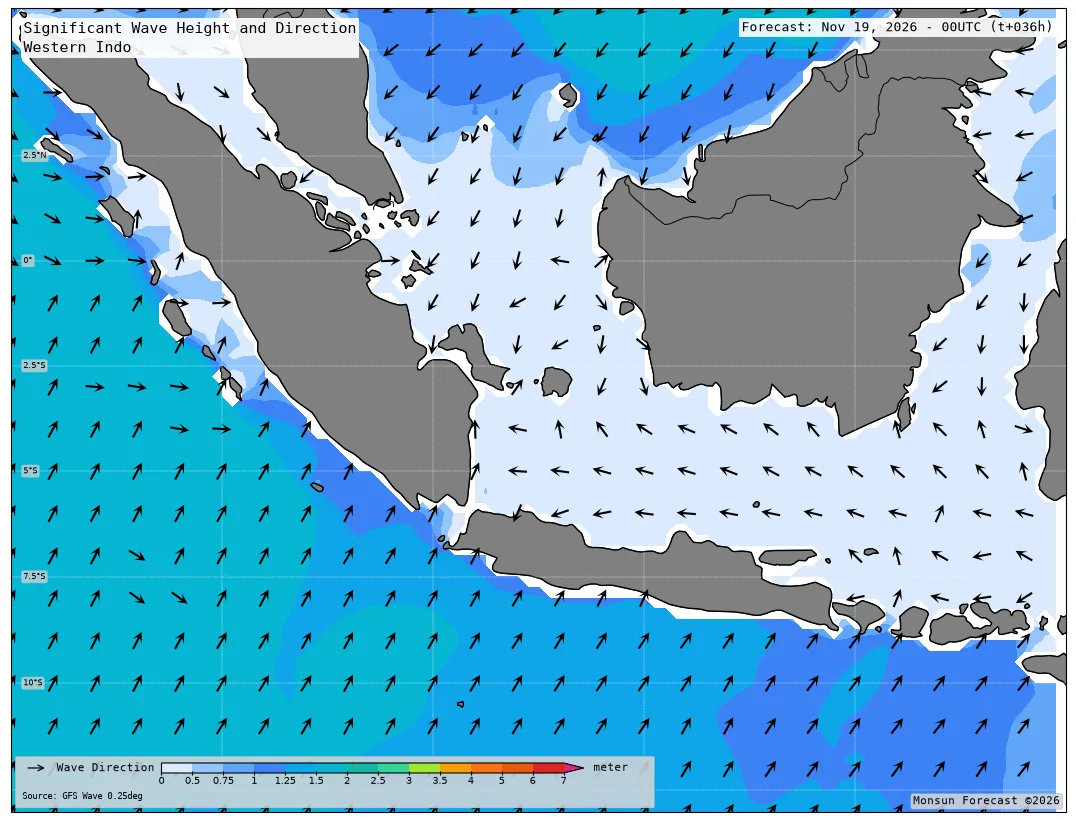 Significant Wave Height and Direction
Western Indo
Forecast: Nov 19, 2026 - 00UTC (t+036h)
2.5°N
0°
2.5°S
5°S
7.5°S
10°S
Wave Direction
meter
0 0.5 0.75 1 1.25 1.5 2 2.5 3 3.5 4 5 6 7
Source: GFS Wave 0.25deg
Monsun Forecast ©2026